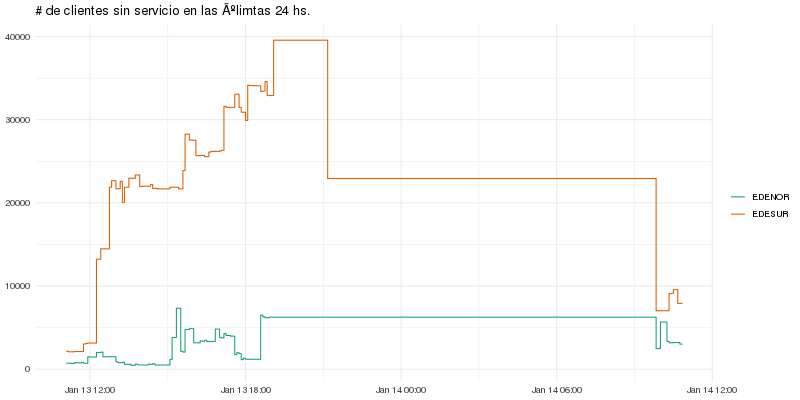 # de clientes sin servicio en las Ãºlimtas 24 hs.
40000
30000
20000
10000
0
Jan 13 12:00
Jan 13 18:00
Jan 14 00:00
Jan 14 06:00
Jan 14 12:00
EDENOR
EDESUR